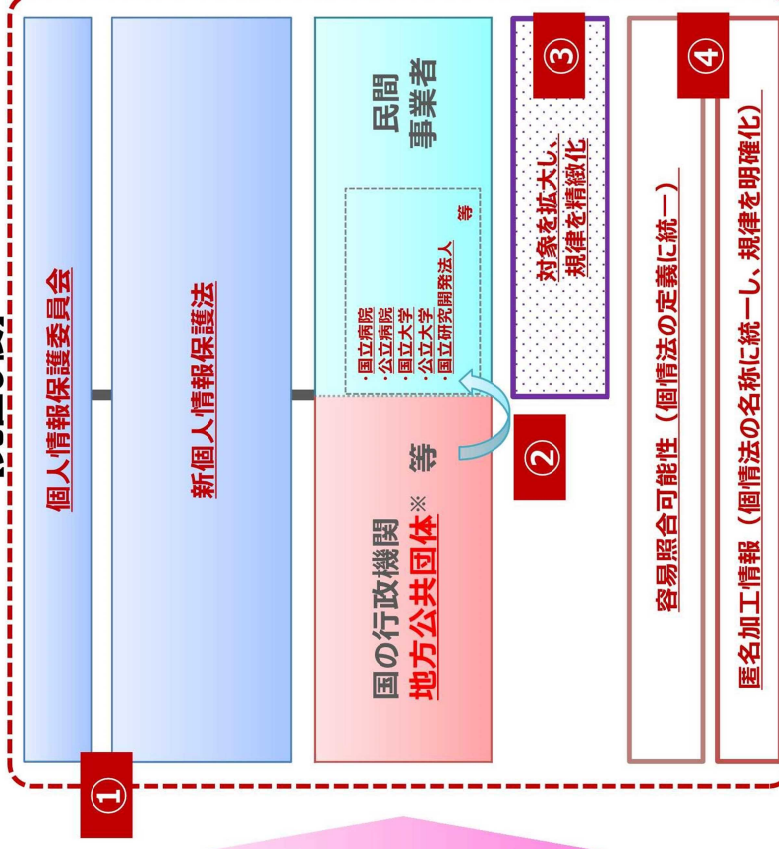 ①
個人情報保護委員会
新個人情報保護法
国の行政機関
地方公共団体※ 等
民間
事業者
・国立病院
・公立病院
・国立大学
・公立大学
・国立研究開発法人
等
②
③
対象を拡大し、
規律を精緻化
④
容易照合可能性（個情法の定義に統一）
匿名加工情報（個情法の名称に統一し、規律を明確化）